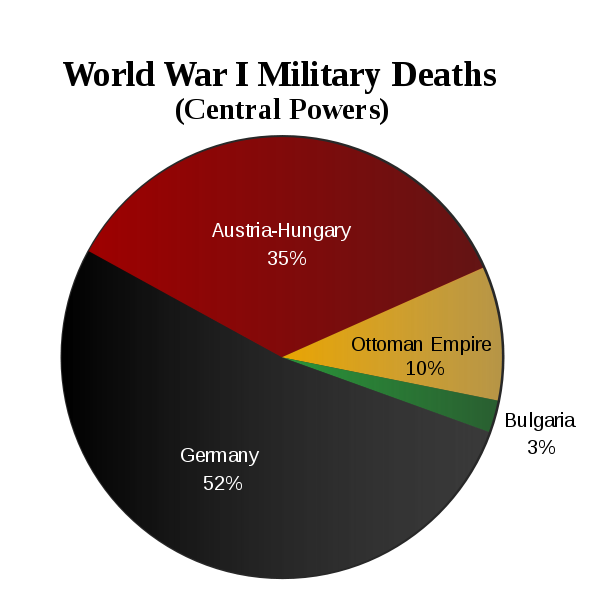 World War I Military Deaths
(Central Powers)
Austria-Hungary
35%
Ottoman Empire
10%
Bulgaria
3%
Germany
52%